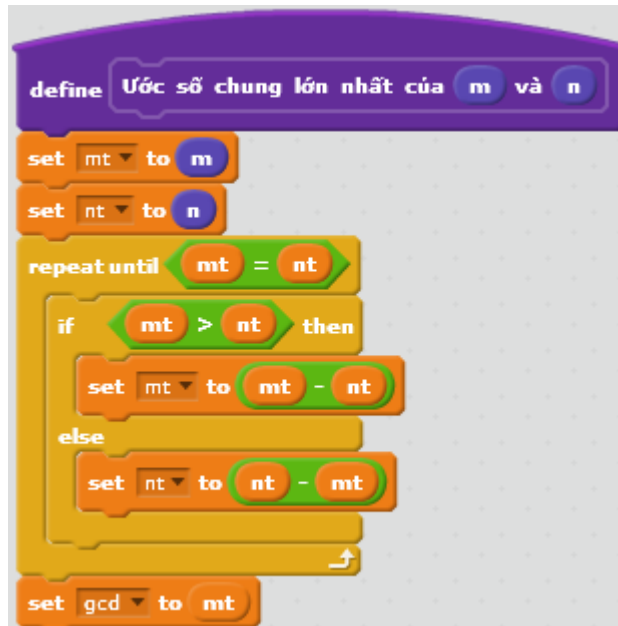 define Ước số chung lớn nhất của m và n
set mt to m
set nt to n
repeat until mt = nt
if mt > nt then
set mt to mt - nt
else
set nt to nt - mt
set gcd to mt